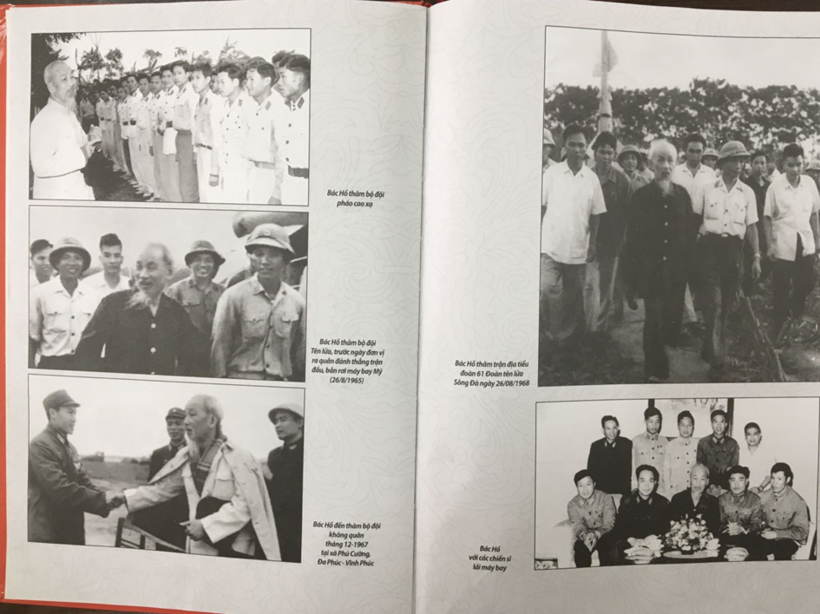 Bác Hồ thăm bộ đội
pháo cao xạ
Bác Hồ thăm bộ đội
Tên lửa, trước ngày đơn vị
ra quân đánh thắng trận
đầu, bắn rơi máy bay Mỹ
(26/8/1965)
Bác Hồ đến thăm bộ đội
không quân
tháng 12-1967
tại xã Phú Cường,
Đa Phúc - Vĩnh Phúc
Bác Hồ thăm trận địa tiểu
đoàn 61 Đoàn tên lửa
Sông Đà ngày 26/08/1968
Bác Hồ
với các chiến sĩ
lái máy bay